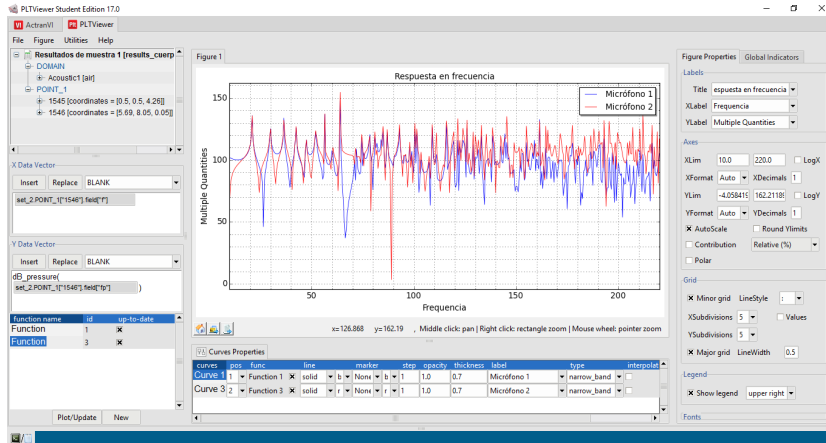 PLTViewer Student Edition 17.0
VI ActranVI Plt PLTViewer
File Figure Utilities Help
Resultados de muestra 1 [results_cuerp
DOMAIN
Acoustic1 [air]
POINT_1
1545 [coordinates = [0.5, 0.5, 4.26]]
1546 [coordinates = [5.69, 8.05, 0.05]]
X Data Vector
Insert Replace BLANK
set_2.POINT_1["1546"].field["f"]
Y Data Vector
Insert Replace BLANK
dB_pressure(
set_2.POINT_1["1546"].field["fp"] )
function name id up-to-date
Function 1
Function 3
Plot/Update New
Figure 1
Respuesta en frecuencia
Micrófono 1
Micrófono 2
Multiple Quantities
150
100
50
0
50 100 150 200
Frequencia
x=126.868 y=162.19 , Middle click: pan | Right click: rectangle zoom | Mouse wheel: pointer zoom
Curves Properties
curves pos func line marker step opacity thickness label type interpolat
Curve 1 1 Function 1 solid b None b 1 1.0 0.7 Micrófono 1 narrow_band
Curve 3 2 Function 3 solid r None r 1 1.0 0.7 Micrófono 2 narrow_band
Figure Properties Global Indicators
Labels
Title espuesta en frecuencia
XLabel Frequencia
YLabel Multiple Quantities
Axes
XLim 10.0 220.0 LogX
XFormat Auto XDecimals 1
YLim -4.058419 162.21189 LogY
YFormat Auto YDecimals 1
AutoScale Round Ylimits
Contribution Relative (%)
Polar
Grid
Minor grid LineStyle :
XSubdivisions 5 Values
YSubdivisions 5
Major grid LineWidth 0.5
Legend
Show legend upper right
Fonts